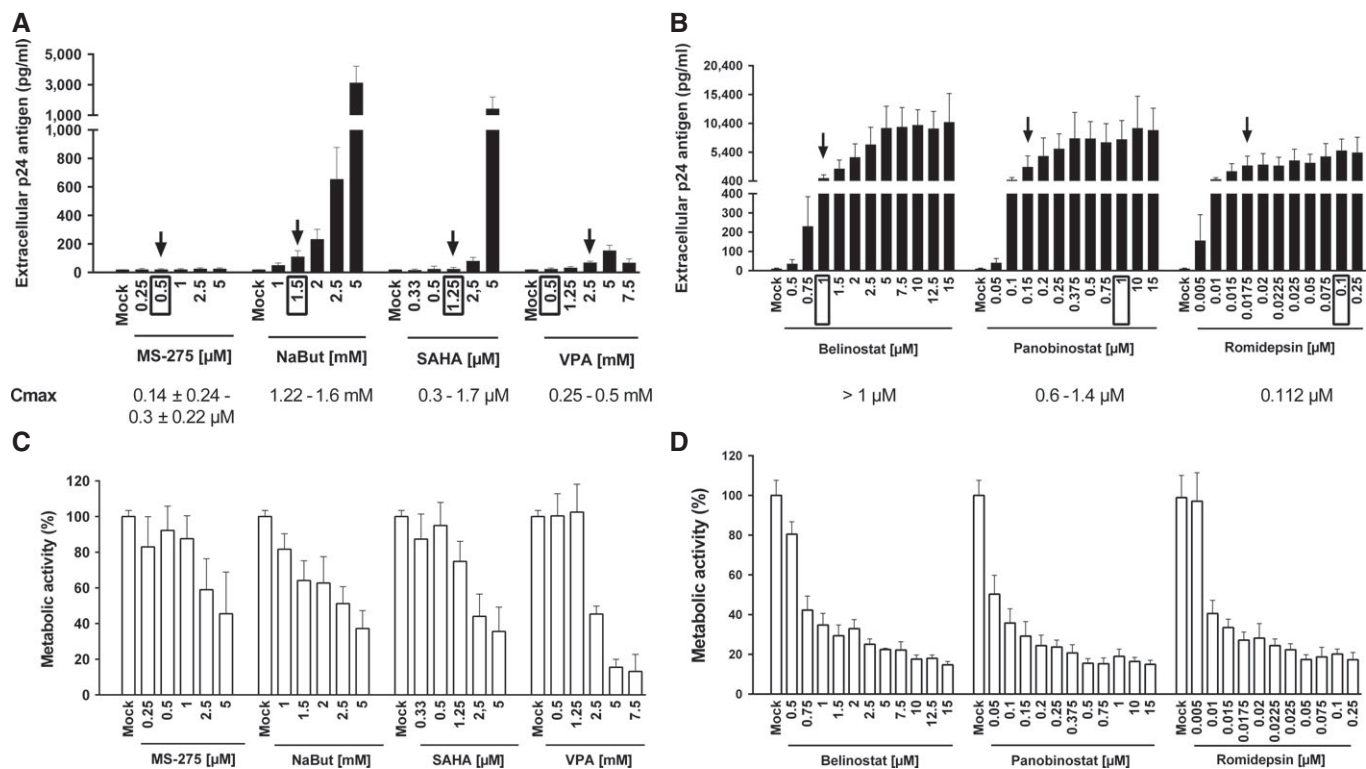 A
Extracellular p24 antigen (pg/ml)
5,000
3,000
1,000
1,000
800
600
400
200
0
Mock 0.25 0.5 1 2.5 5
Mock 1 1.5 2 2.5 5
Mock 0.33 0.5 1.25 2,5 5
Mock 0.5 1.25 2.5 5 7.5
MS-275 [µM] NaBut [mM] SAHA [µM] VPA [mM]
Cmax 0.14 ± 0.24 - 1.22 - 1.6 mM 0.3 - 1.7 µM 0.25 - 0.5 mM
0.3 ± 0.22 µM
B
Extracellular p24 antigen (pg/ml)
20,400
15,400
10,400
5,400
400
400
300
200
100
0
Mock 0.5 0.75 1 1.5 2 2.5 5 7.5 10 12.5 15
Mock 0.05 0.1 0.15 0.2 0.25 0.375 0.5 0.75 1 10 15
Mock 0.005 0.01 0.015 0.0175 0.02 0.0225 0.025 0.05 0.075 0.1 0.25
Belinostat [µM] Panobinostat [µM] Romidepsin [µM]
> 1 µM 0.6 - 1.4 µM 0.112 µM
C
Metabolic activity (%)
120
100
80
60
40
20
0
Mock 0.25 0.5 1 2.5 5
Mock 1 1.5 2 2.5 5
Mock 0.33 0.5 1.25 2,5 5
Mock 0.5 1.25 2.5 5 7.5
MS-275 [µM] NaBut [mM] SAHA [µM] VPA [mM]
D
Metabolic activity (%)
120
100
80
60
40
20
0
Mock 0.5 0.75 1 1.5 2 2.5 5 7.5 10 12.5 15
Mock 0.05 0.1 0.15 0.2 0.25 0.375 0.5 0.75 1 10 15
Mock 0.005 0.01 0.015 0.0175 0.02 0.0225 0.025 0.05 0.075 0.1 0.25
Belinostat [µM] Panobinostat [µM] Romidepsin [µM]